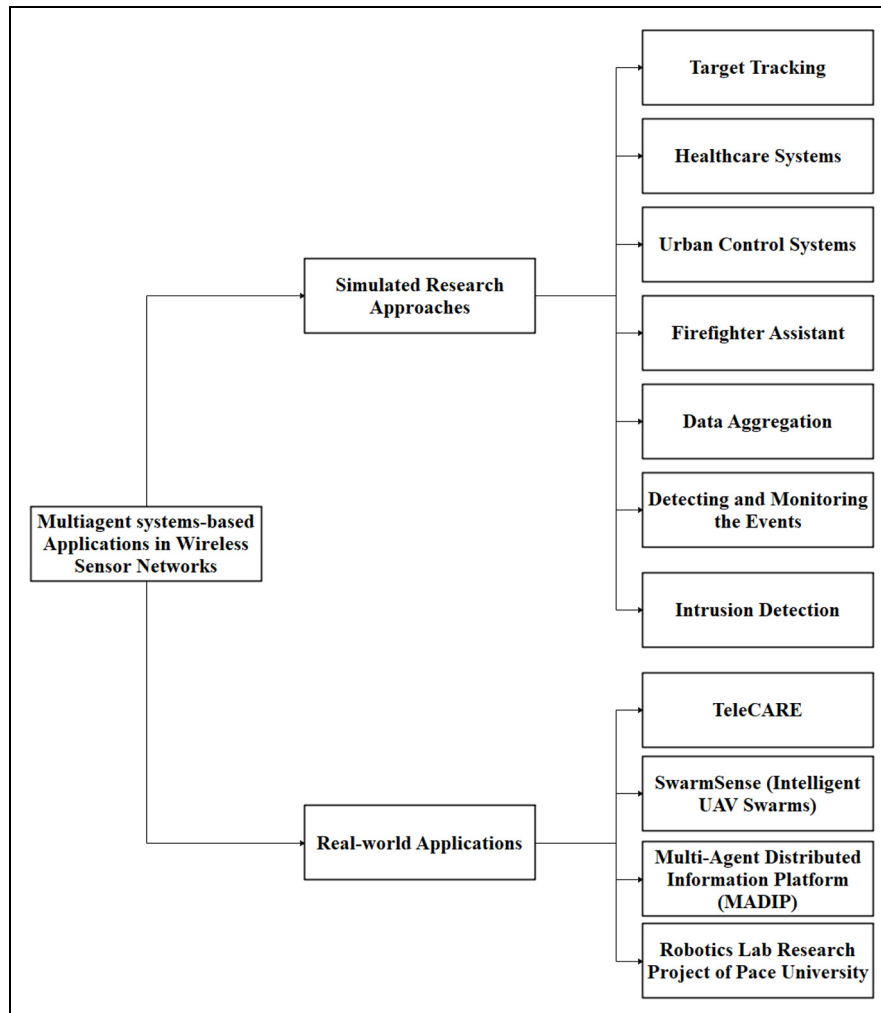 Target Tracking
Healthcare Systems
Urban Control Systems
Simulated Research
Approaches
Firefighter Assistant
Data Aggregation
Detecting and Monitoring
the Events
Multiagent systems-based
Applications in Wireless
Sensor Networks
Intrusion Detection
TeleCARE
SwarmSense (Intelligent
UAV Swarms)
Real-world Applications
Multi-Agent Distributed
Information Platform
(MADIP)
Robotics Lab Research
Project of Pace University